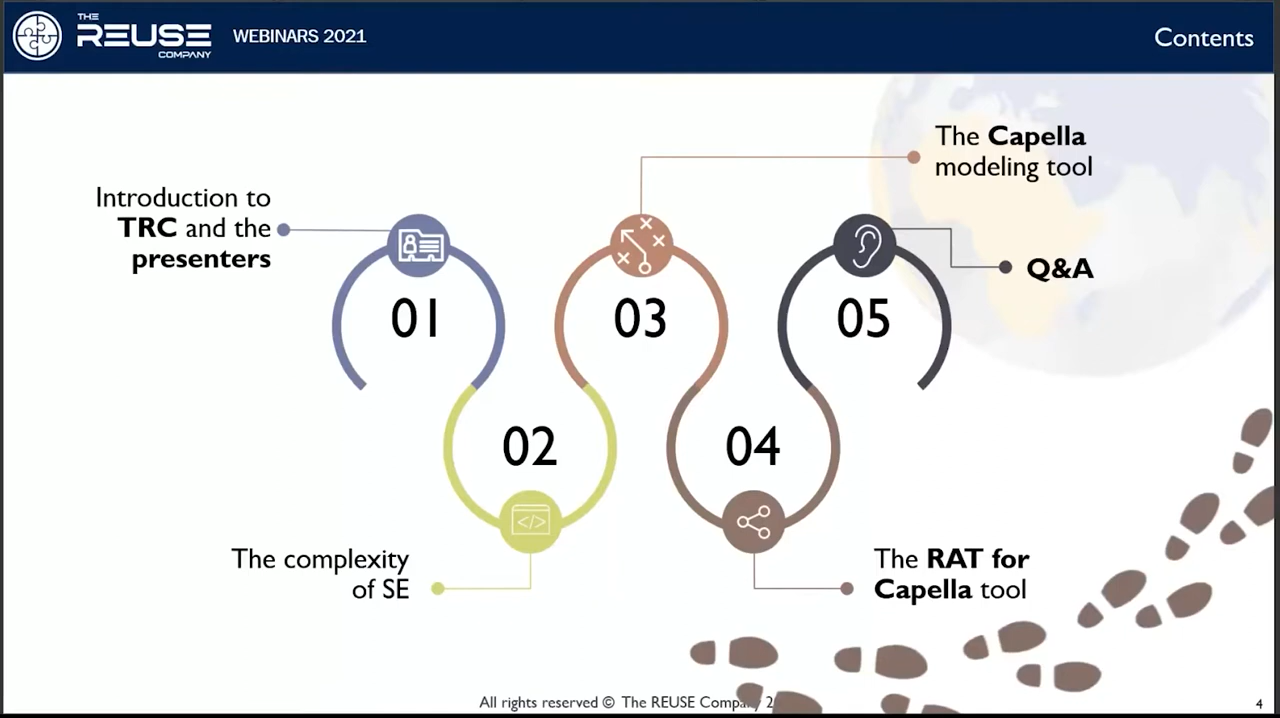 THE
REUSE
COMPANY
WEBINARS 2021
Contents
The Capella
modeling tool
Introduction to
TRC and the
presenters
Q&A
01
03
05
02
04
</>
The complexity
of SE
The RAT for
Capella tool
All rights reserved © The REUSE Company 2
4